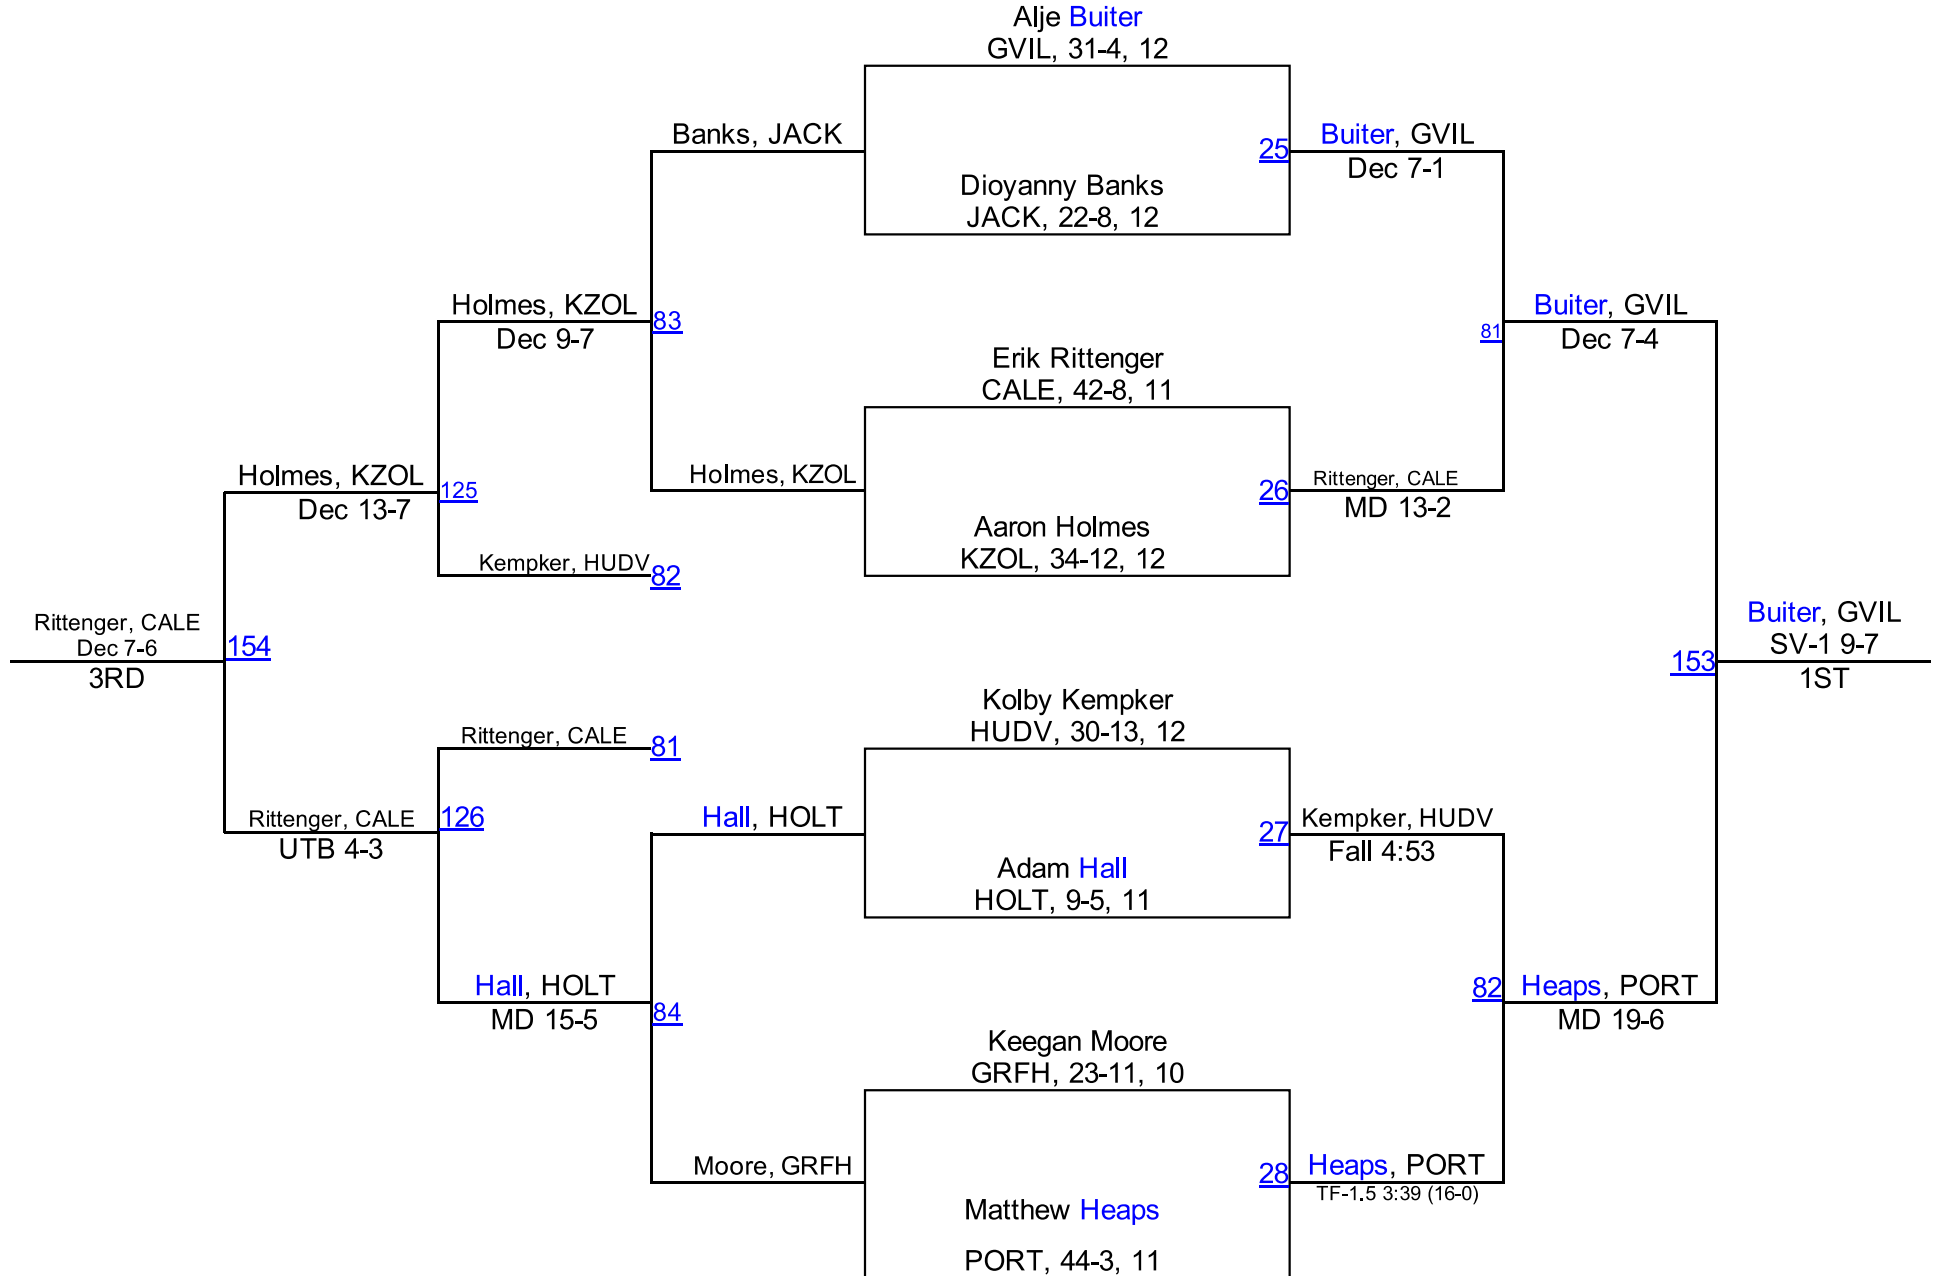 Alje Buiter
GVIL, 31-4, 12
Banks, JACK
25
Buiter, GVIL
Dec 7-1
Dioyanny Banks
JACK, 22-8, 12
Holmes, KZOL
83
Dec 9-7
81
Buiter, GVIL
Dec 7-4
Erik Rittenger
CALE, 42-8, 11
Holmes, KZOL
Dec 13-7
125
Holmes, KZOL
26
Rittenger, CALE
MD 13-2
Aaron Holmes
KZOL, 34-12, 12
Kempker, HUDV
82
Rittenger, CALE
Dec 7-6
154
3RD
153
Buiter, GVIL
SV-1 9-7
1ST
Kolby Kempker
HUDV, 30-13, 12
Rittenger, CALE
81
Rittenger, CALE
126
UTB 4-3
Hall, HOLT
27
Kempker, HUDV
Fall 4:53
Adam Hall
HOLT, 9-5, 11
Hall, HOLT
84
MD 15-5
82
Heaps, PORT
MD 19-6
Keegan Moore
GRFH, 23-11, 10
Moore, GRFH
28
Heaps, PORT
TF-1.5 3:39 (16-0)
Matthew Heaps
PORT, 44-3, 11